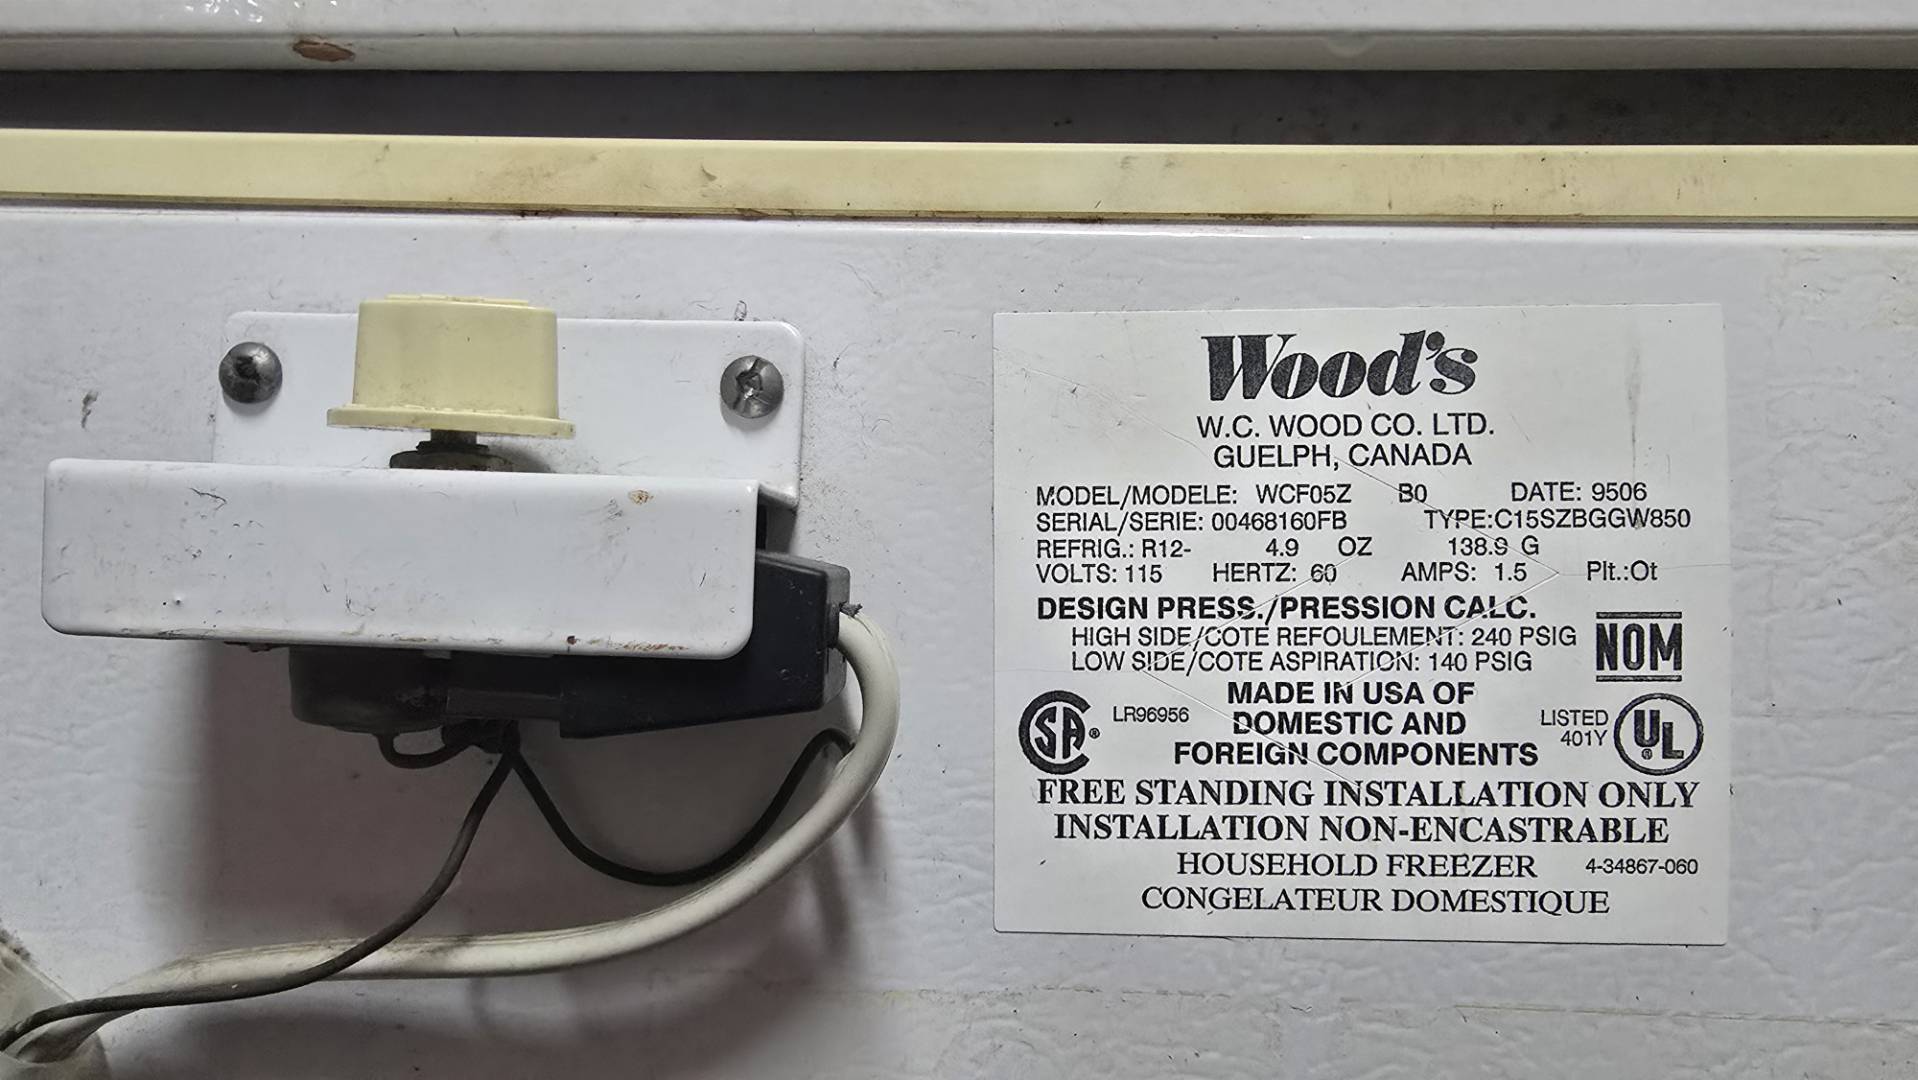 Wood's
W.C. WOOD CO. LTD.
GUELPH, CANADA
MODEL/MODELE: WCF05Z B0 DATE: 9506
SERIAL/SERIE: 00468160FB TYPE:C15SZBGGW850
REFRIG.: R12- 4.9 OZ 138.9 G
VOLTS: 115 HERTZ: 60 AMPS: 1.5 Plt.:Ot
DESIGN PRESS./PRESSION CALC.
HIGH SIDE/COTE REFOULEMENT: 240 PSIG
LOW SIDE/COTE ASPIRATION: 140 PSIG
NOM
MADE IN USA OF
DOMESTIC AND
FOREIGN COMPONENTS
SA ® LR96956
LISTED
401Y
UL ®
FREE STANDING INSTALLATION ONLY
INSTALLATION NON-ENCASTRABLE
HOUSEHOLD FREEZER 4-34867-060
CONGELATEUR DOMESTIQUE